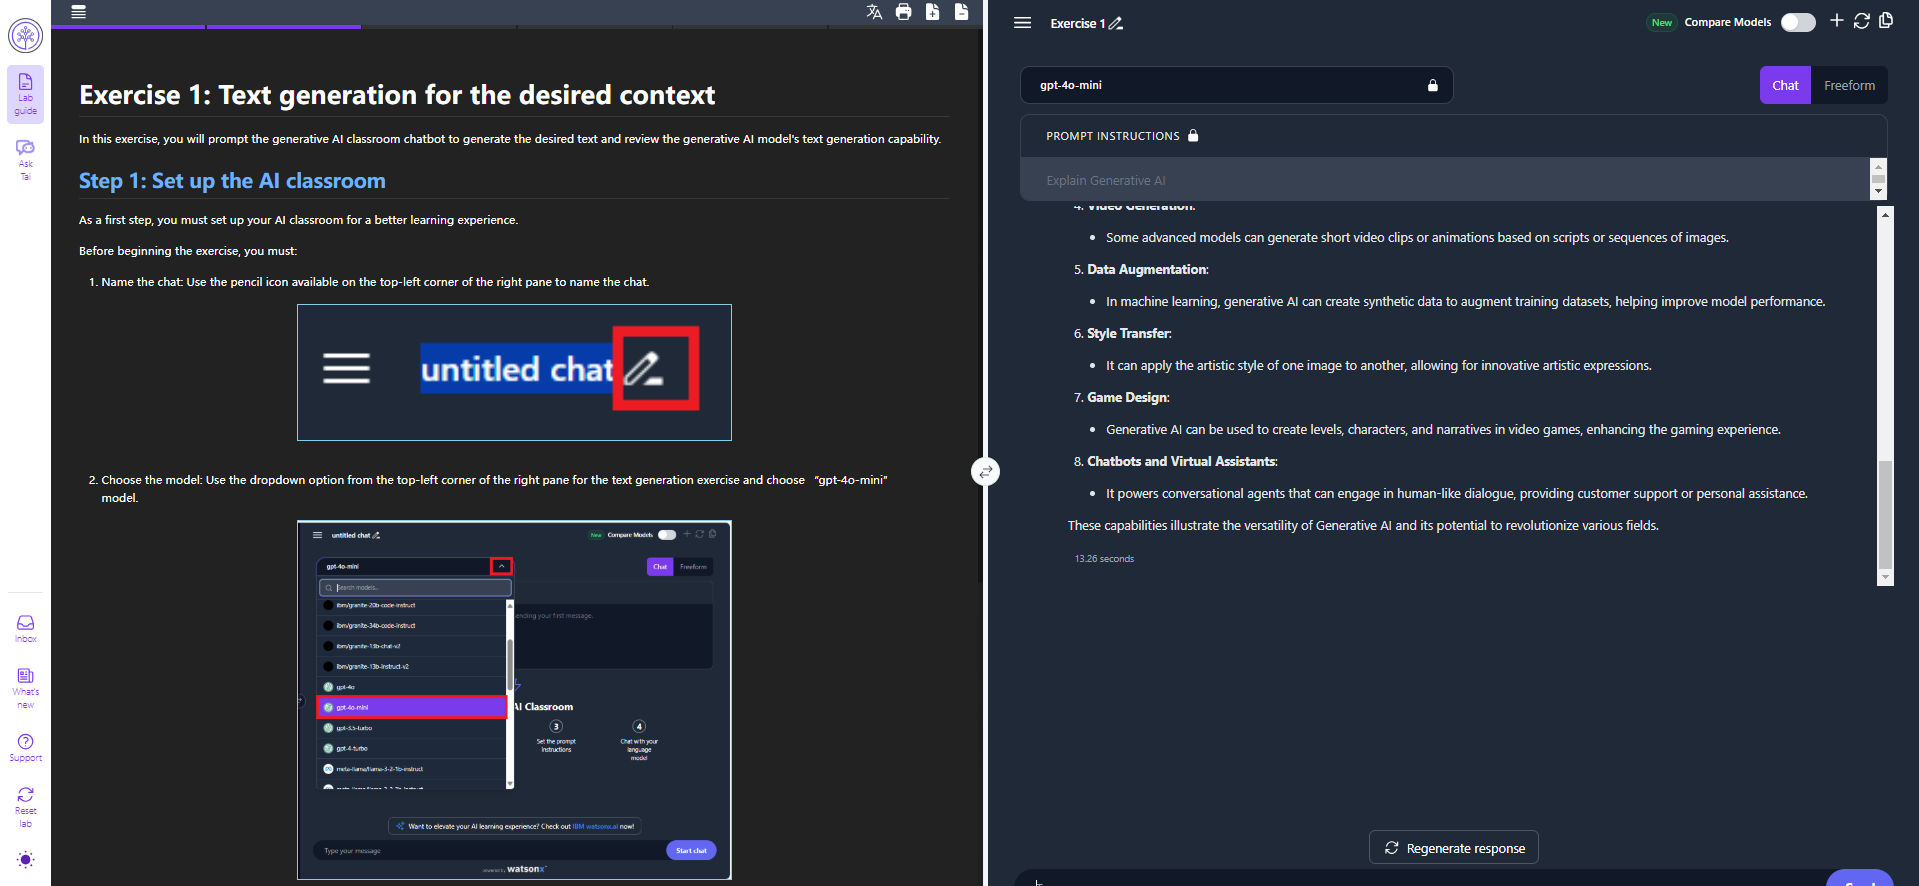 Lab
guide
Ask
Tai
Inbox
What's
new
Support
Reset
lab
Exercise 1: Text generation for the desired context
In this exercise, you will prompt the generative AI classroom chatbot to generate the desired text and review the generative AI model's text generation capability.
Step 1: Set up the AI classroom
As a first step, you must set up your AI classroom for a better learning experience.
Before beginning the exercise, you must:
1. Name the chat: Use the pencil icon available on the top-left corner of the right pane to name the chat.
untitled chat
2. Choose the model: Use the dropdown option from the top-left corner of the right pane for the text generation exercise and choose "gpt-4o-mini"
model.
untitled chat
New Compare Models
gpt-4o-mini
Chat Freeform
Search models...
ibm/granite-20b-code-instruct
ending your first message.
ibm/granite-34b-code-instruct
ibm/granite-13b-chat-v2
ibm/granite-13b-instruct-v2
gpt-4o
gpt-4o-mini
AI Classroom
gpt-3.5-turbo
3
4
Set the prompt
instructions
Chat with your
language
model
gpt-4-turbo
meta-llama/llama-3-2-1b-instruct
Want to elevate your AI learning experience? Check out IBM watsonx.ai now!
Type your message
Start chat
watsonx
Exercise 1
New Compare Models
gpt-4o-mini
Chat Freeform
PROMPT INSTRUCTIONS
Explain Generative AI
4. Video Generation:
• Some advanced models can generate short video clips or animations based on scripts or sequences of images.
5. Data Augmentation:
• In machine learning, generative AI can create synthetic data to augment training datasets, helping improve model performance.
6. Style Transfer:
• It can apply the artistic style of one image to another, allowing for innovative artistic expressions.
7. Game Design:
• Generative AI can be used to create levels, characters, and narratives in video games, enhancing the gaming experience.
8. Chatbots and Virtual Assistants:
• It powers conversational agents that can engage in human-like dialogue, providing customer support or personal assistance.
These capabilities illustrate the versatility of Generative AI and its potential to revolutionize various fields.
13.26 seconds
Regenerate response